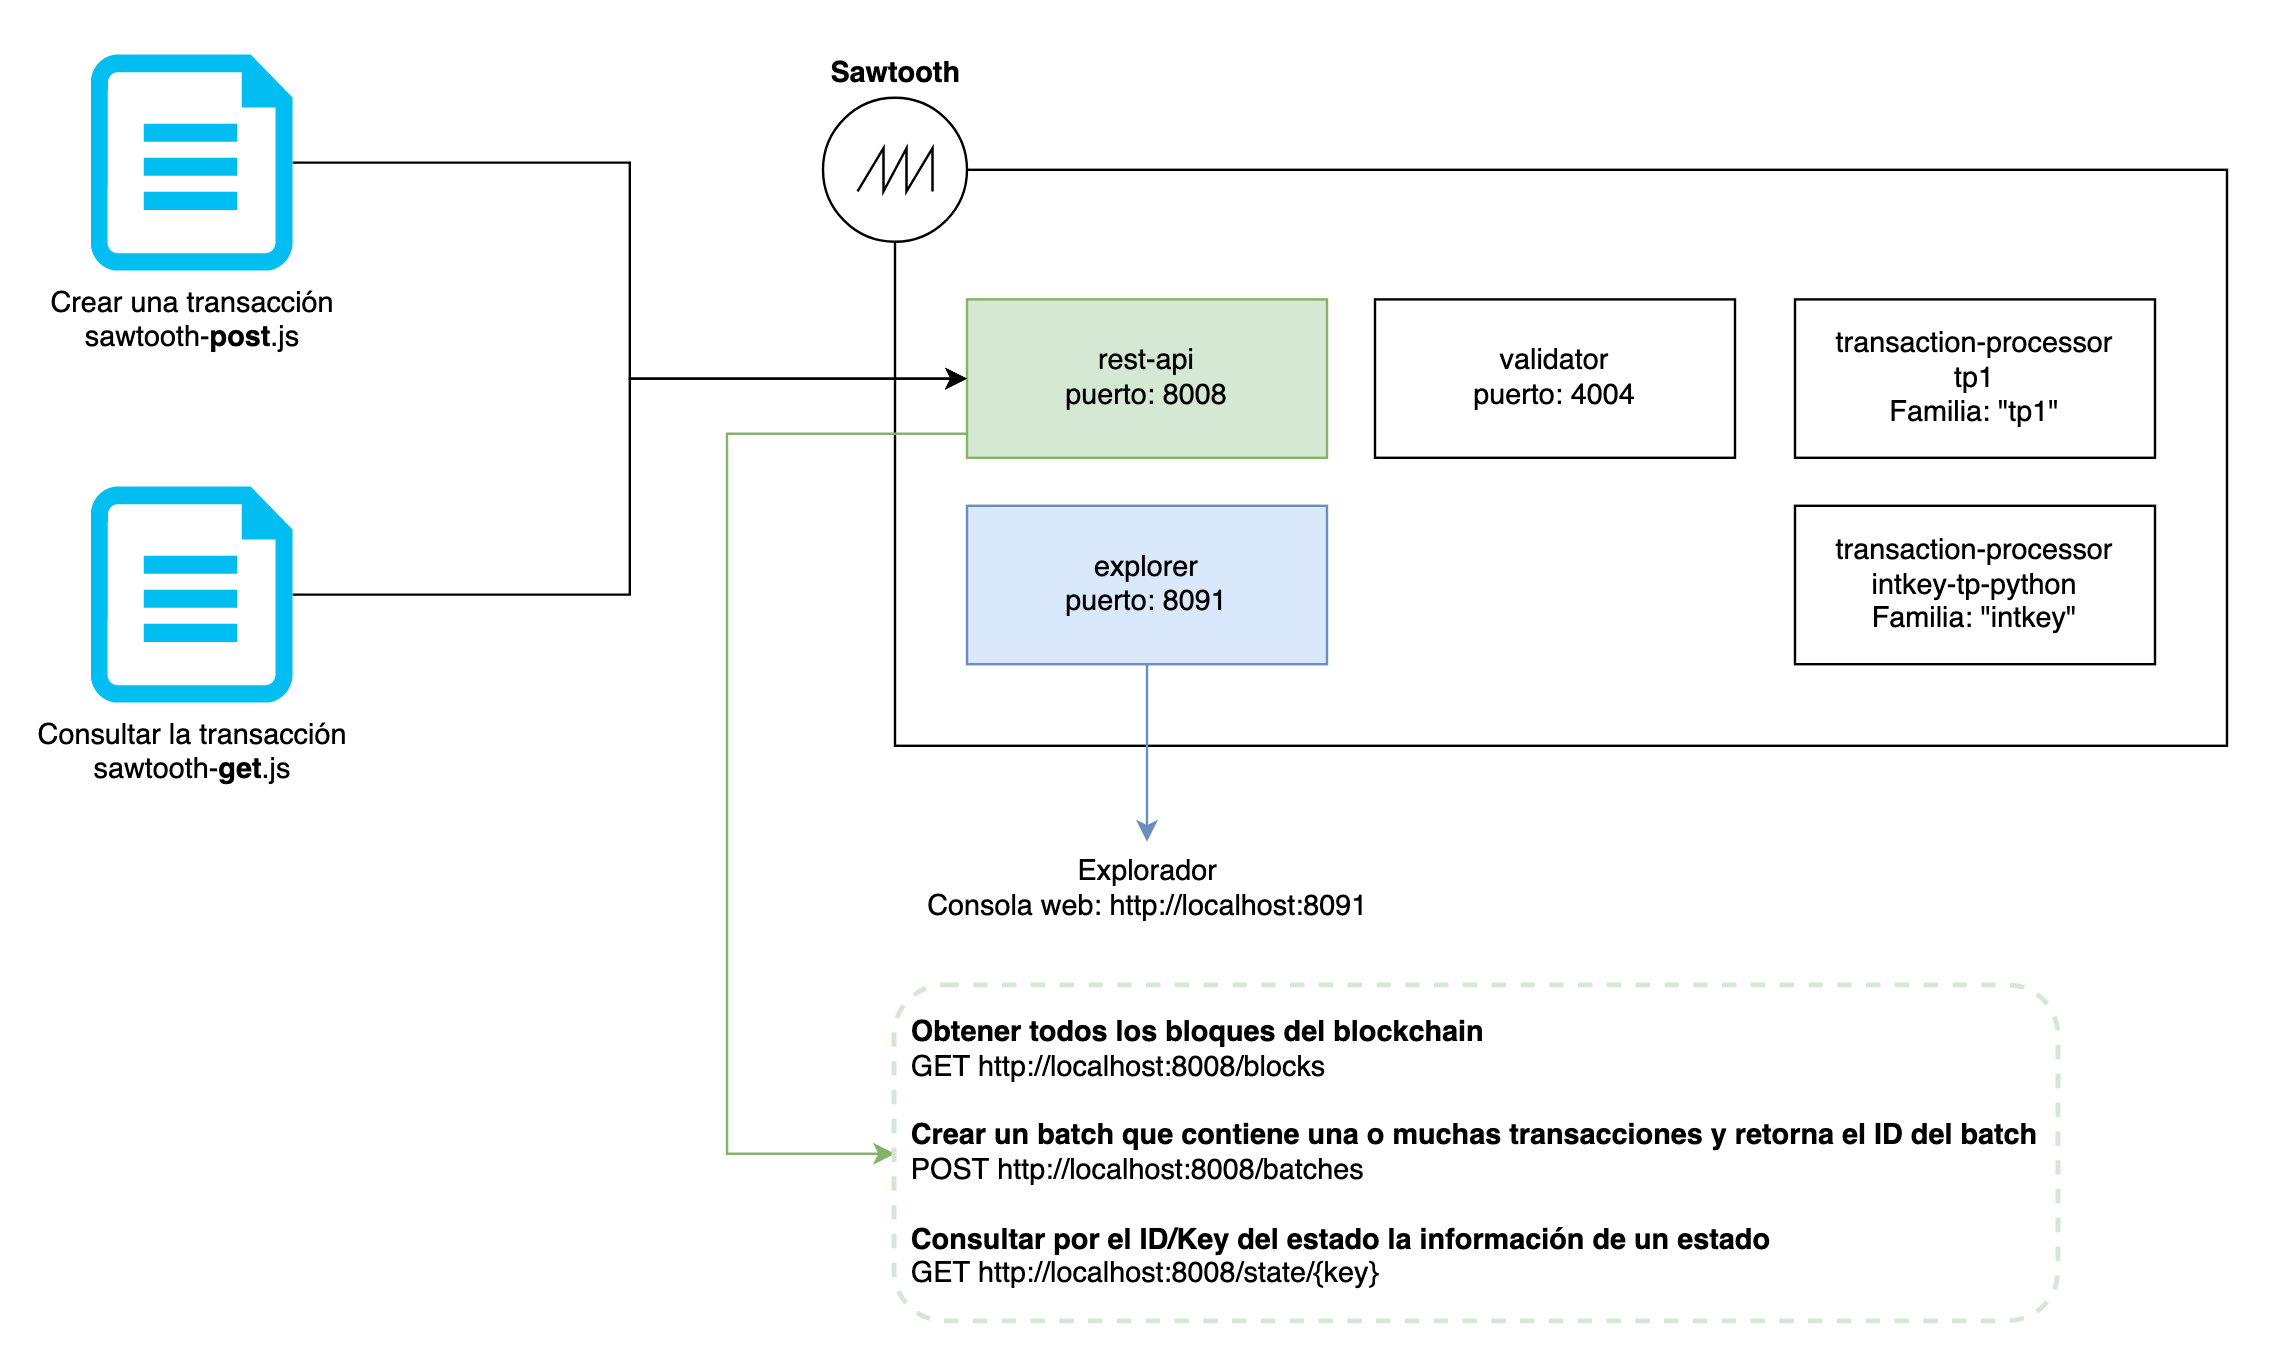 Sawtooth
Crear una transacción
sawtooth-post.js
Consultar la transacción
sawtooth-get.js
rest-api
puerto: 8008
validator
puerto: 4004
transaction-processor
tp1
Familia: "tp1"
explorer
puerto: 8091
transaction-processor
intkey-tp-python
Familia: "intkey"
Explorador
Consola web: http://localhost:8091
Obtener todos los bloques del blockchain
GET http://localhost:8008/blocks
Crear un batch que contiene una o muchas transacciones y retorna el ID del batch
POST http://localhost:8008/batches
Consultar por el ID/Key del estado la información de un estado
GET http://localhost:8008/state/{key}